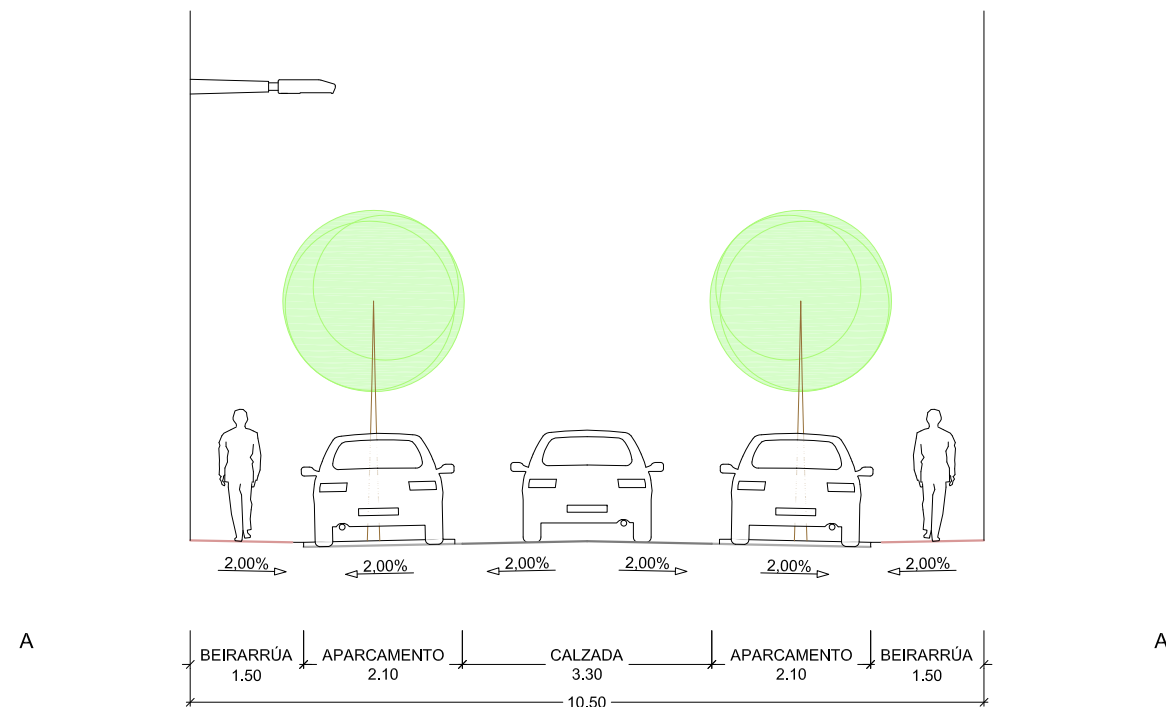 2,00% 2,00% 2,00% 2,00% 2,00% 2,00%
A A
BEIRARRÚA APARCAMENTO CALZADA APARCAMENTO BEIRARRÚA
1.50 2.10 3.30 2.10 1.50
10.50